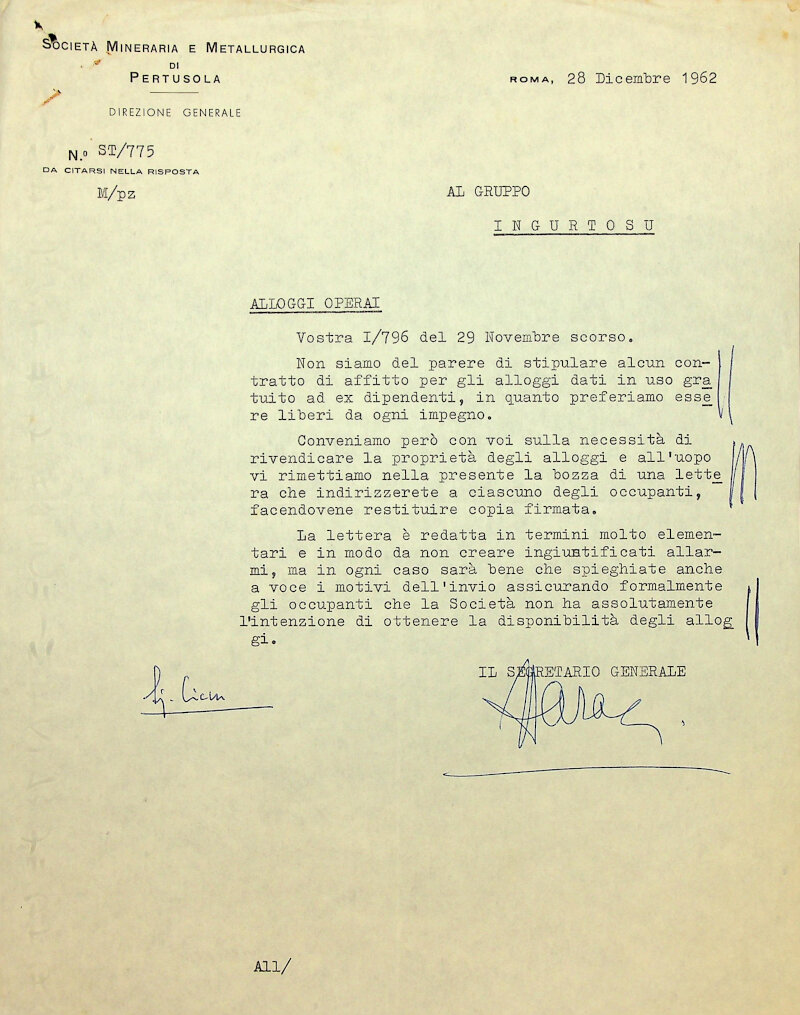 SOCIETÀ MINERARIA E METALLURGICA
DI
PERTUSOLA
DIREZIONE GENERALE
ROMA, 28 Dicembre 1962
N.º ST/775
DA CITARSI NELLA RISPOSTA
M/pz
AL GRUPPO
I N G U R T O S U
ALLOGGI OPERAI
Vostra I/796 del 29 Novembre scorso.
Non siamo del parere di stipulare alcun con-
tratto di affitto per gli alloggi dati in uso gra
tuito ad ex dipendenti, in quanto preferiamo esse
re liberi da ogni impegno.
Conveniamo però con voi sulla necessità di
rivendicare la proprietà degli alloggi e all'uopo
vi rimettiamo nella presente la bozza di una lette
ra che indirizzerete a ciascuno degli occupanti,
facendovene restituire copia firmata.
La lettera è redatta in termini molto elemen-
tari e in modo da non creare ingiustificati allar-
mi, ma in ogni caso sarà bene che spieghiate anche
a voce i motivi dell'invio assicurando formalmente
gli occupanti che la Società non ha assolutamente
l'intenzione di ottenere la disponibilità degli allog
gi.
IL SEGRETARIO GENERALE
All/